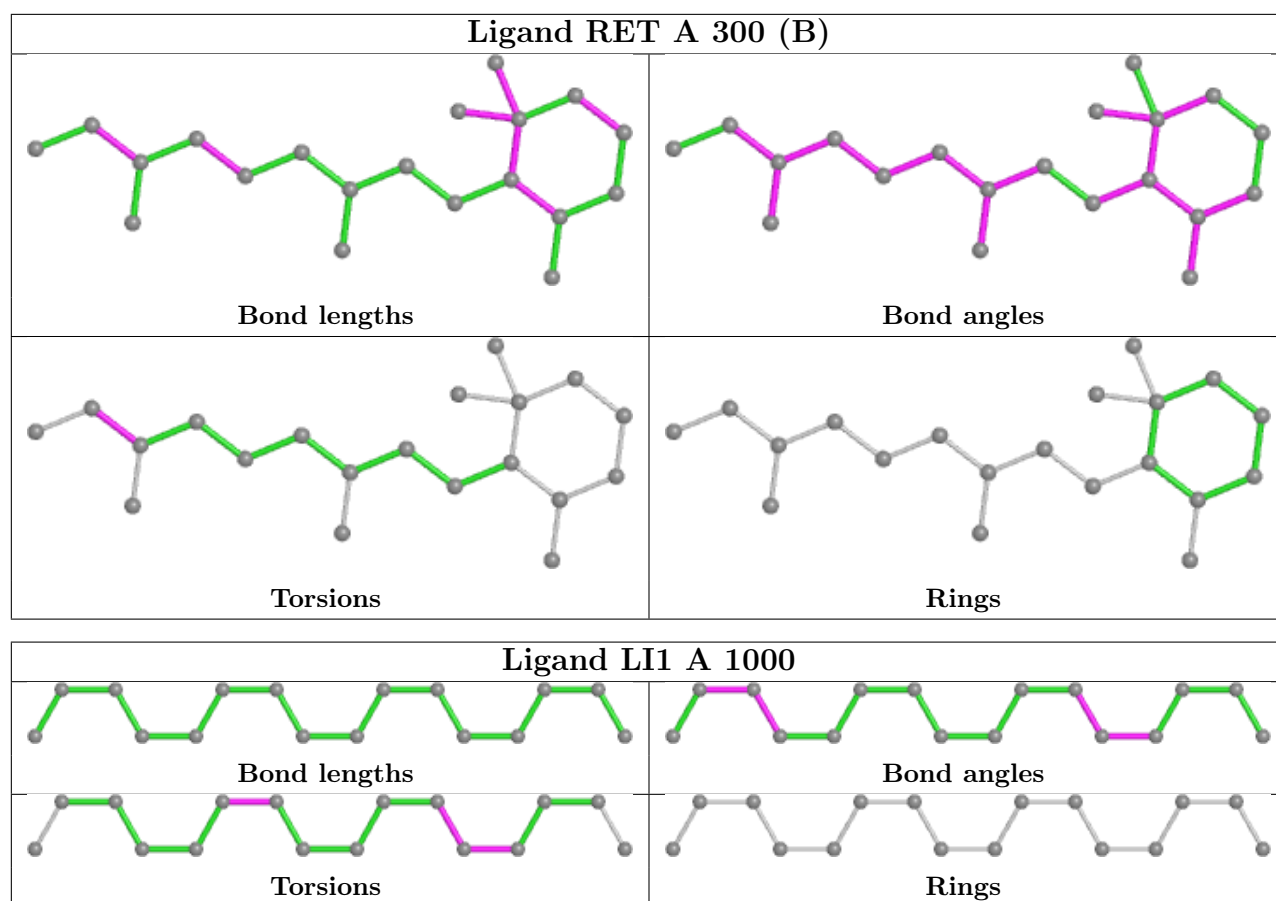 Ligand RET A 300 (B)
Bond lengths
Bond angles
Torsions
Rings
Ligand LI1 A 1000
Bond lengths
Bond angles
Torsions
Rings